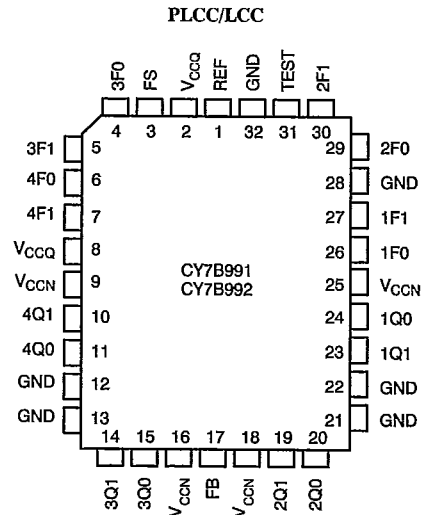 PLCC/LCC
3F0 FS VCCQ REF GND TEST 2F1
4 3 2 1 32 31 30
3F1 5 29 2F0
4F0 6 28 GND
4F1 7 27 1F1
VCCQ 8 26 1F0
VCCN 9 25 VCCN
CY7B991
CY7B992
4Q1 10 24 1Q0
4Q0 11 23 1Q1
GND 12 22 GND
GND 13 21 GND
14 15 16 17 18 19 20
3Q1 3Q0 VCCN FB VCCN 2Q1 2Q0